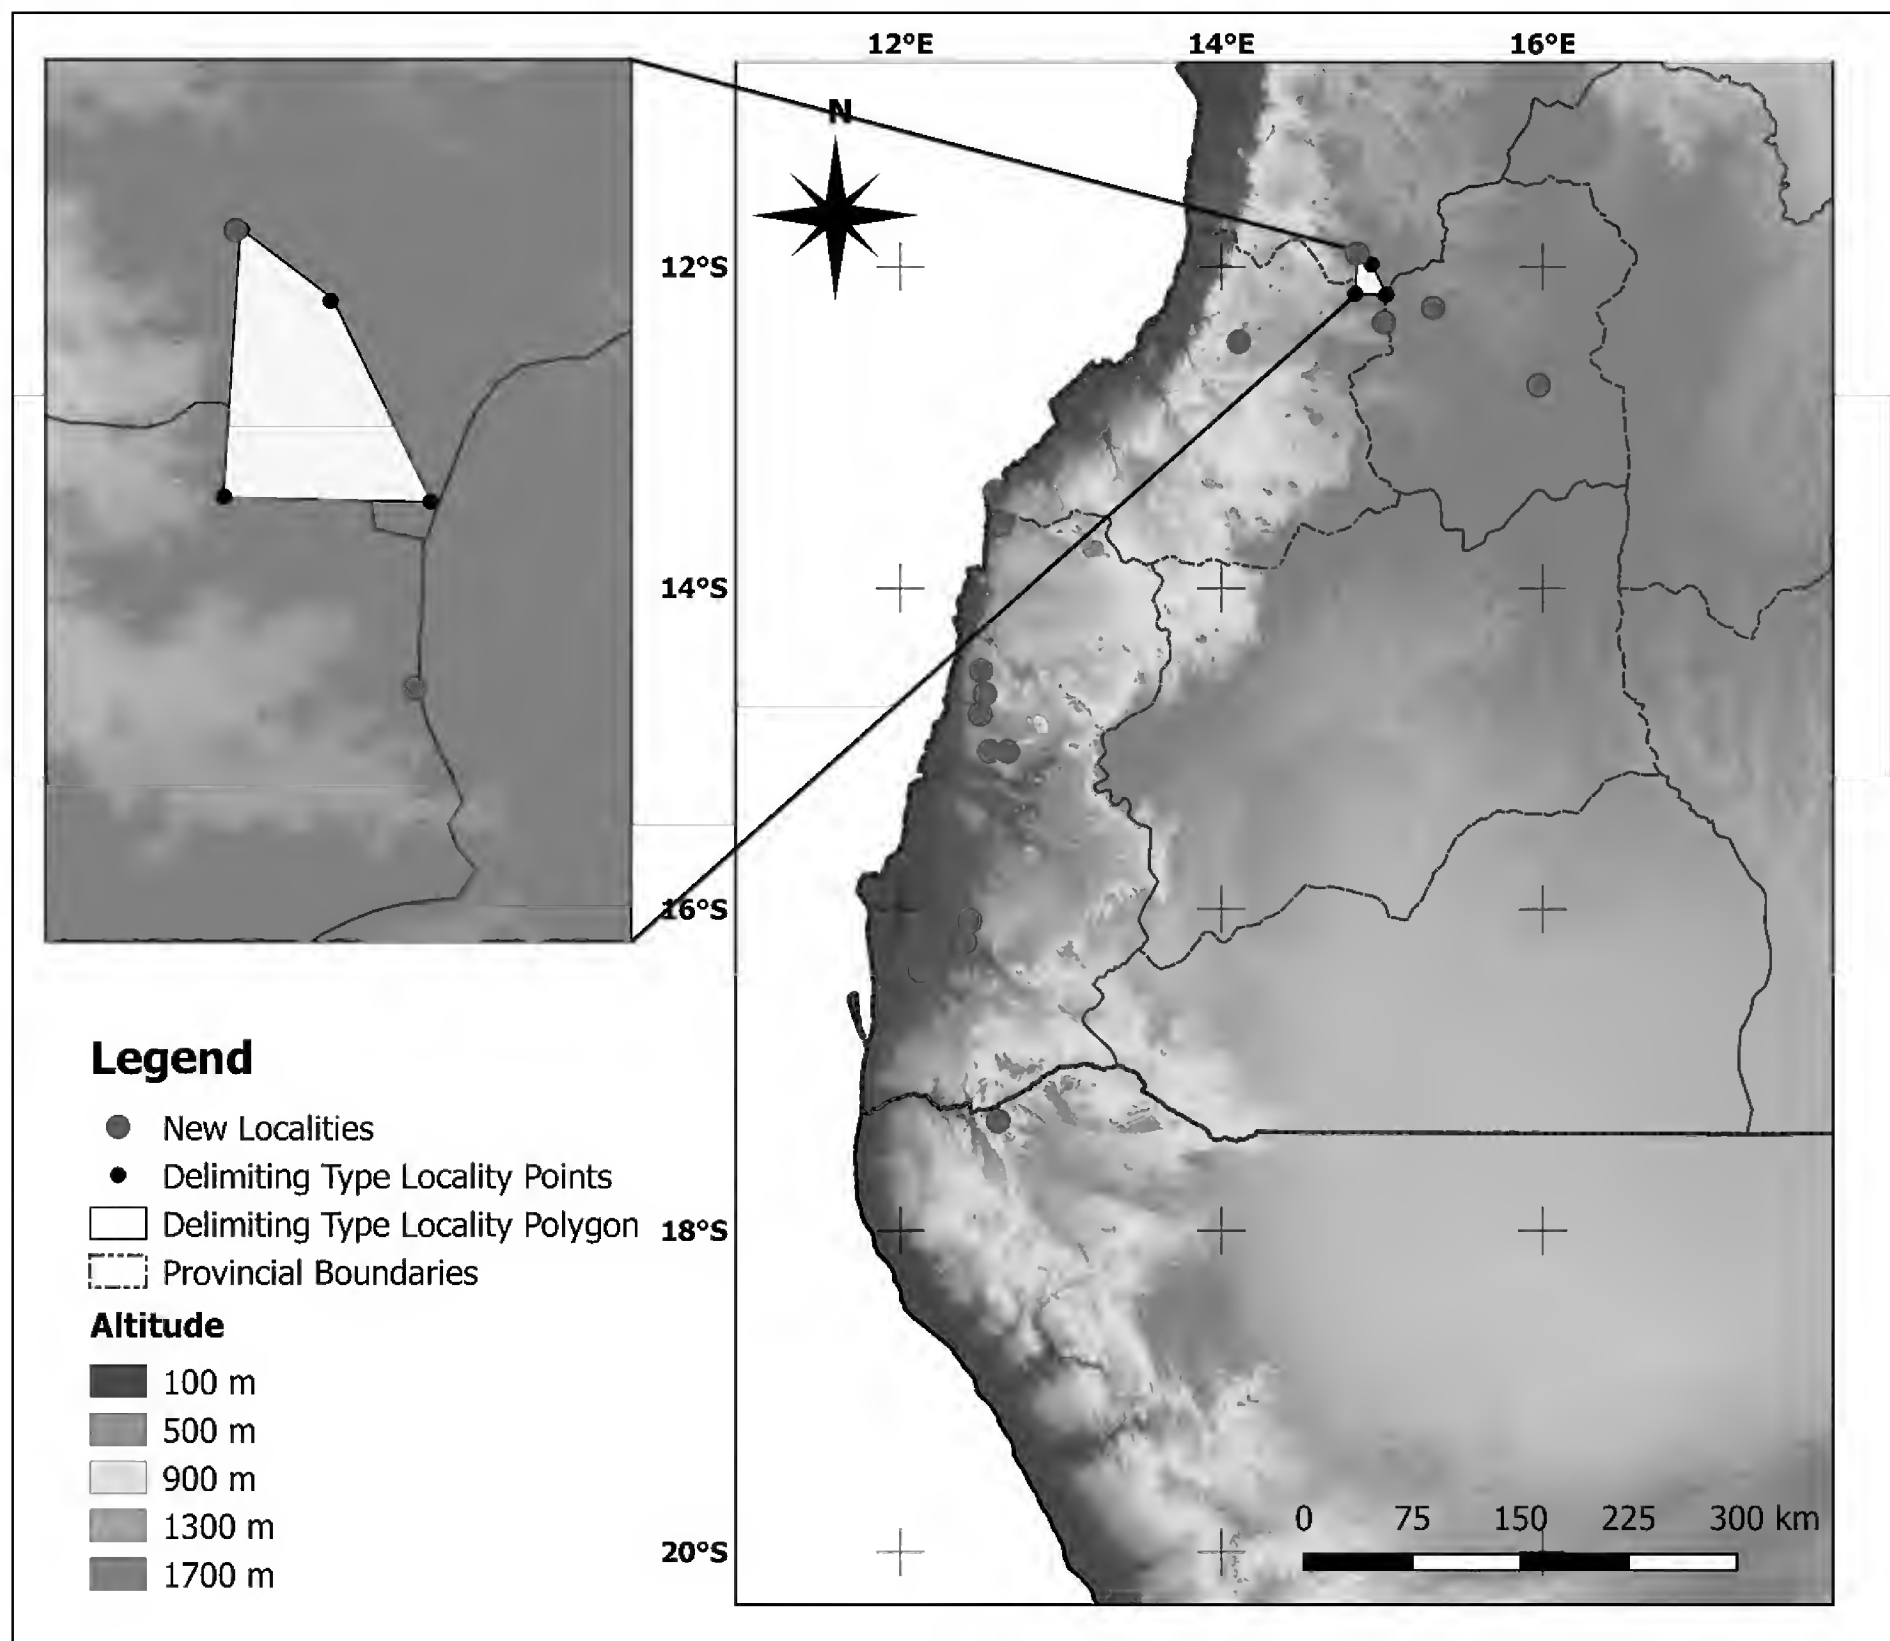 12°E 14°E 16°E
N
12°S
14°S
16°S
18°S
20°S
Legend
New Localities
Delimiting Type Locality Points
Delimiting Type Locality Polygon
Provincial Boundaries
Altitude
100 m
500 m
900 m
1300 m
1700 m
0 75 150 225 300 km